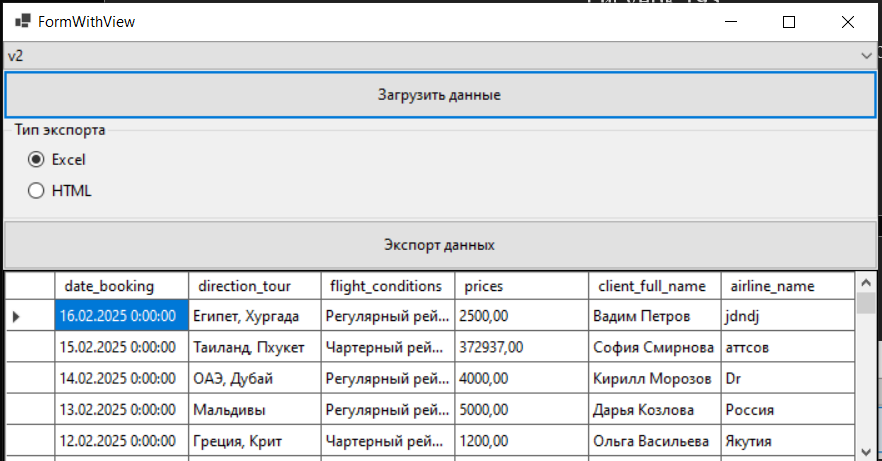 FormWithView
v2
Загрузить данные
Тип экспорта
Excel
HTML
Экспорт данных
date_booking direction_tour flight_conditions prices client_full_name airline_name
16.02.2025 0:00:00 Египет, Хургада Регулярный рей... 2500,00 Вадим Петров jdndj
15.02.2025 0:00:00 Таиланд, Пхукет Чартерный рей... 372937,00 София Смирнова аттсов
14.02.2025 0:00:00 ОАЭ, Дубай Регулярный рей... 4000,00 Кирилл Морозов Dr
13.02.2025 0:00:00 Мальдивы Регулярный рей... 5000,00 Дарья Козлова Россия
12.02.2025 0:00:00 Греция, Крит Чартерный рей... 1200,00 Ольга Васильева Якутия